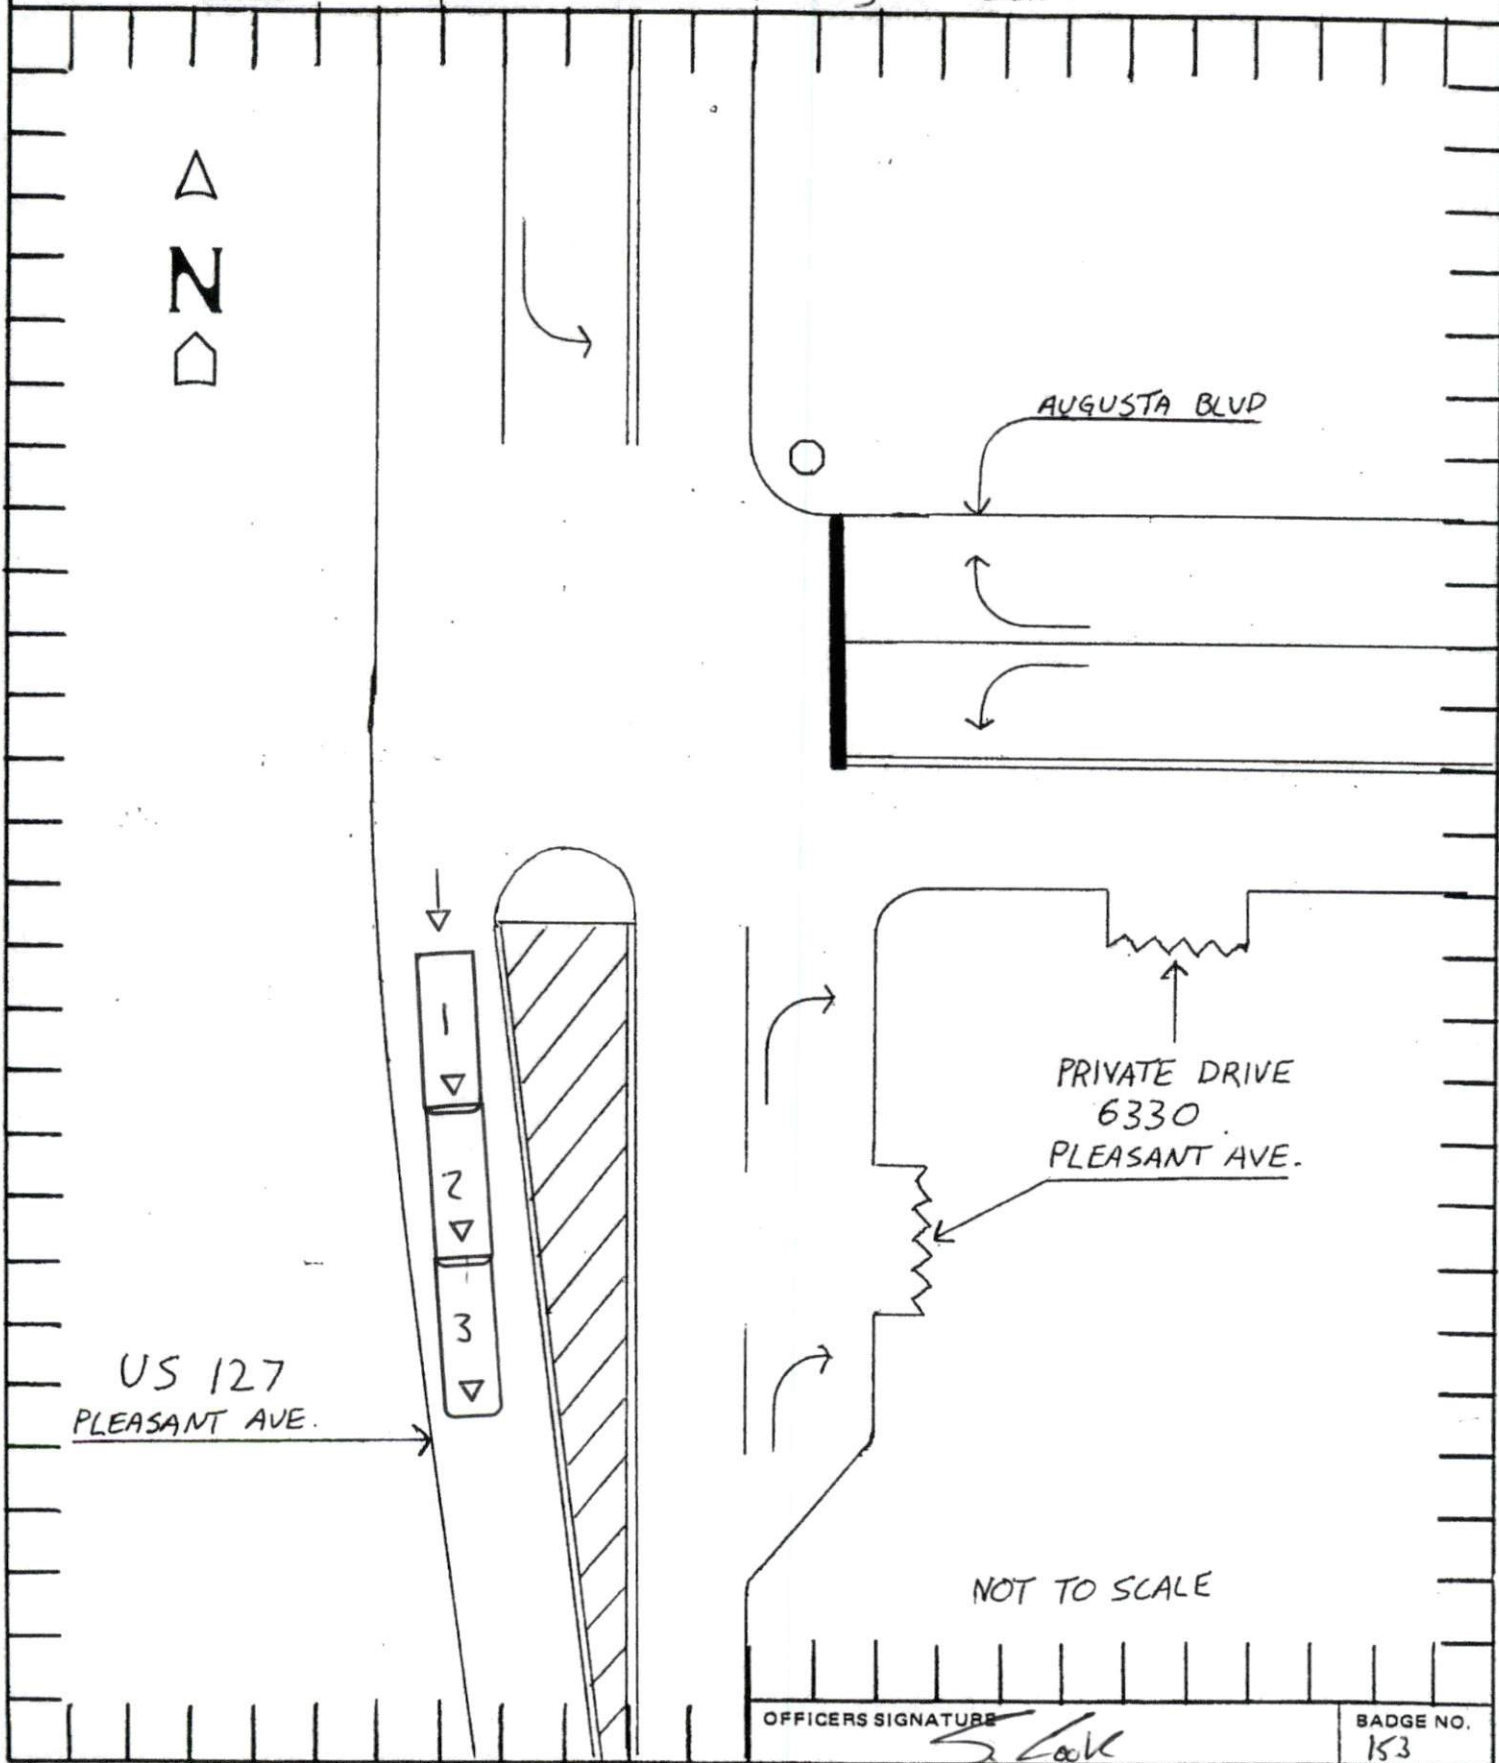 N
AUGUSTA BLVD
1
2
3
PRIVATE DRIVE
6330
PLEASANT AVE.
US 127
PLEASANT AVE.
NOT TO SCALE
OFFICERS SIGNATURE
S. Cook
BADGE NO.
153